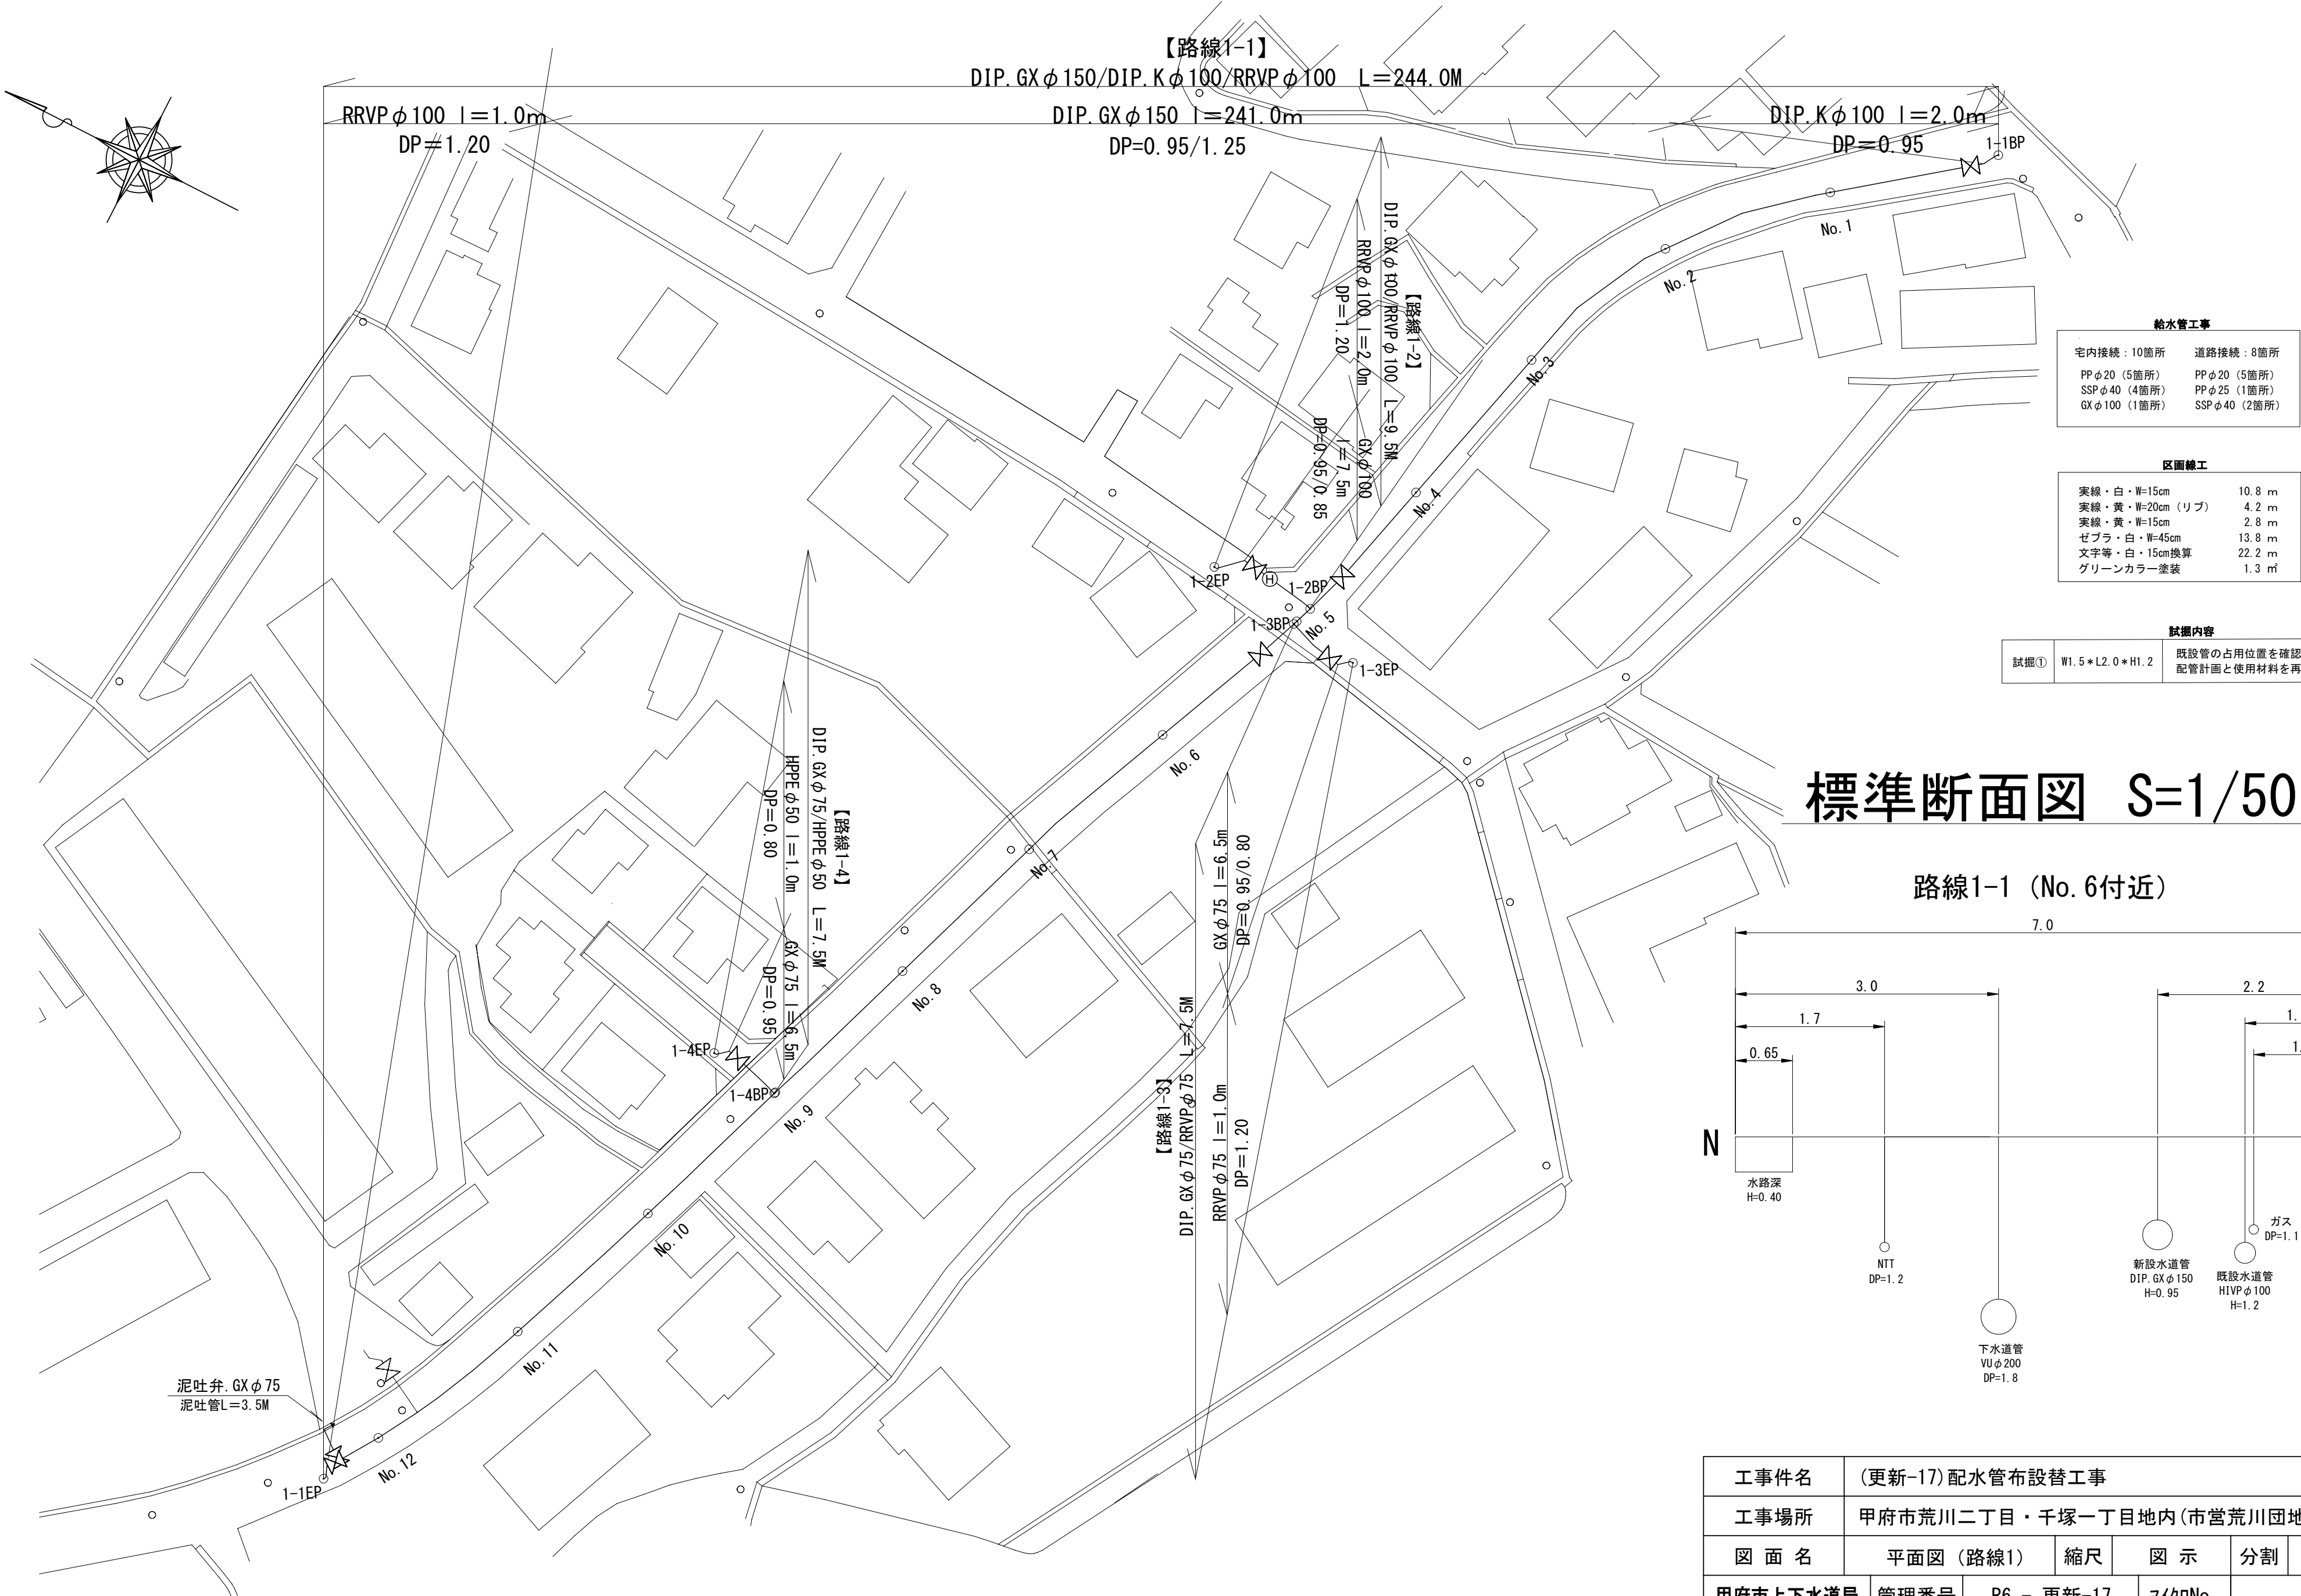 【路線1-1】
DIP.GXφ150/DIP.Kφ100/RRVPφ100 L=244.0M
RRVPφ100 l=1.0m
DP=1.20
DIP.GXφ150 l=241.0m
DP=0.95/1.25
DIP.Kφ100 l=2.0m
DP=0.95
1-1BP
No.1
No.2
No.3
No.4
【路線1-2】
DIP.GXφ100/RRVPφ100 L=9.5M
RRVPφ100 l=2.0m
DP=1.20
GXφ100
l=7.5m
DP=0.95/0.85
1-2EP
H
1-2BP
1-3BP
No.5
1-3EP
No.6
No.7
【路線1-4】
DIP.GXφ75/HPPEφ50 L=7.5M
HPPEφ50 l=1.0m
DP=0.80
GXφ75 l=6.5m
DP=0.95
1-4EP
1-4BP
No.8
No.9
No.10
No.11
No.12
【路線1-3】
DIP.GXφ75/RRVPφ75 L=7.5M
GXφ75 l=6.5m
DP=0.95/0.80
RRVPφ75 l=1.0m
DP=1.20
泥吐弁.GXφ75
泥吐管L=3.5M
1-1EP
給水管工事
宅内接続:10箇所 道路接続:8箇所
PPφ20(5箇所) PPφ20(5箇所)
SSPφ40(4箇所) PPφ25(1箇所)
GXφ100(1箇所) SSPφ40(2箇所)
区画線工
実線・白・W=15cm 10.8 m
実線・黄・W=20cm(リブ) 4.2 m
実線・黄・W=15cm 2.8 m
ゼブラ・白・W=45cm 13.8 m
文字等・白・15cm換算 22.2 m
グリーンカラー塗装 1.3 ㎡
試掘内容
試掘① W1.5*L2.0*H1.2 既設管の占用位置を確認
配管計画と使用材料を再
標準断面図 S=1/50
路線1-1(No.6付近)
7.0
3.0
2.2
1.7
1.
0.65
1.
N
水路深
H=0.40
NTT
DP=1.2
下水道管
VUφ200
DP=1.8
新設水道管
DIP.GXφ150
H=0.95
既設水道管
HIVPφ100
H=1.2
ガス
DP=1.1
工事件名 (更新-17)配水管布設替工事
工事場所 甲府市荒川二丁目・千塚一丁目地内(市営荒川団地
図面名 平面図(路線1) 縮尺 図示 分割
甲府市上下水道局 管理番号 R6 - 更新-17 マイクロNo.